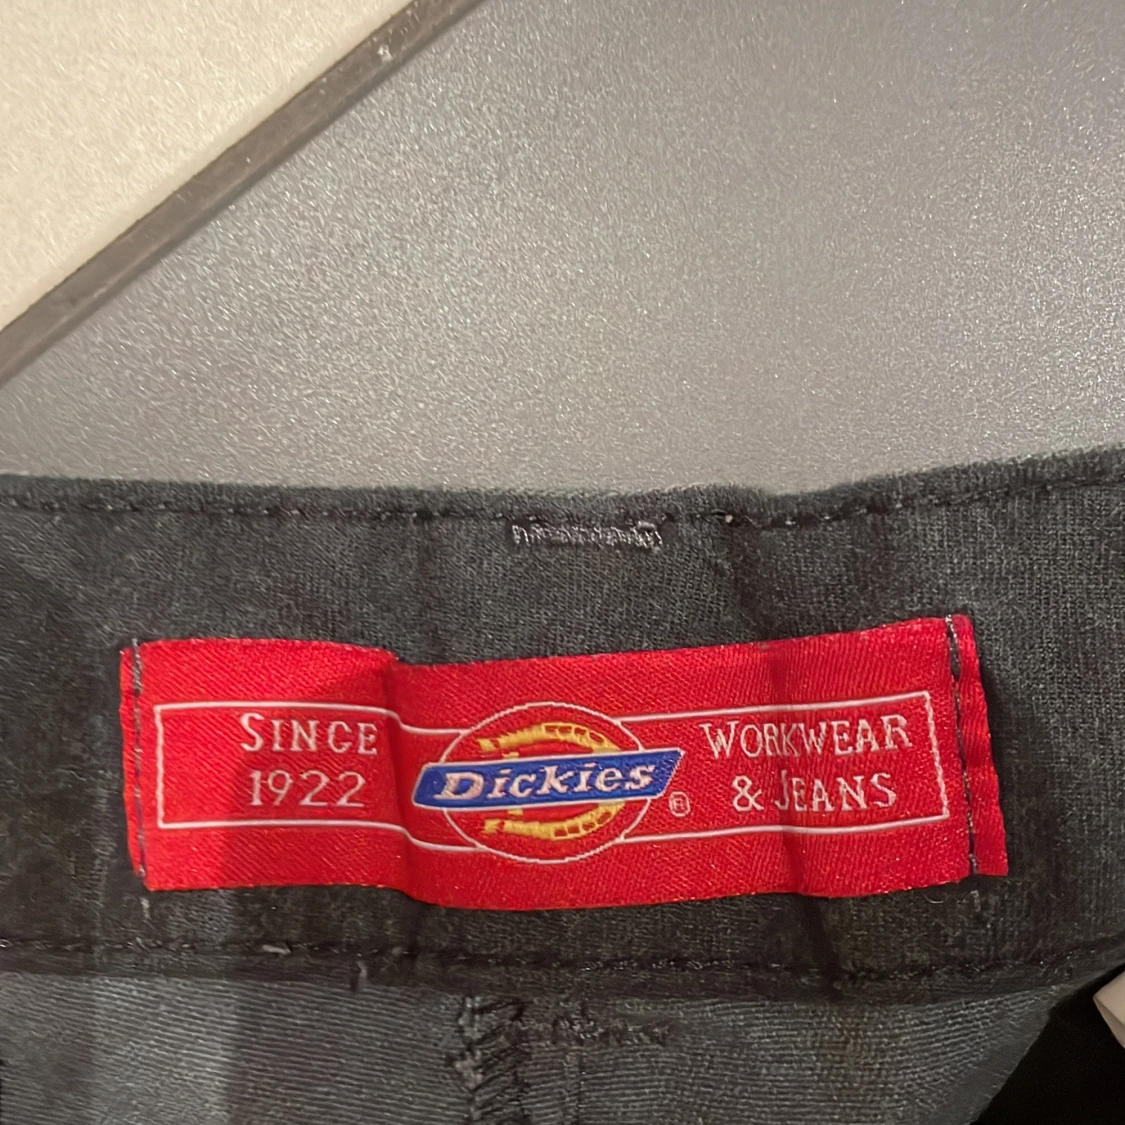 SINCE
1922
Dickies
®
WORKWEAR
& JEANS